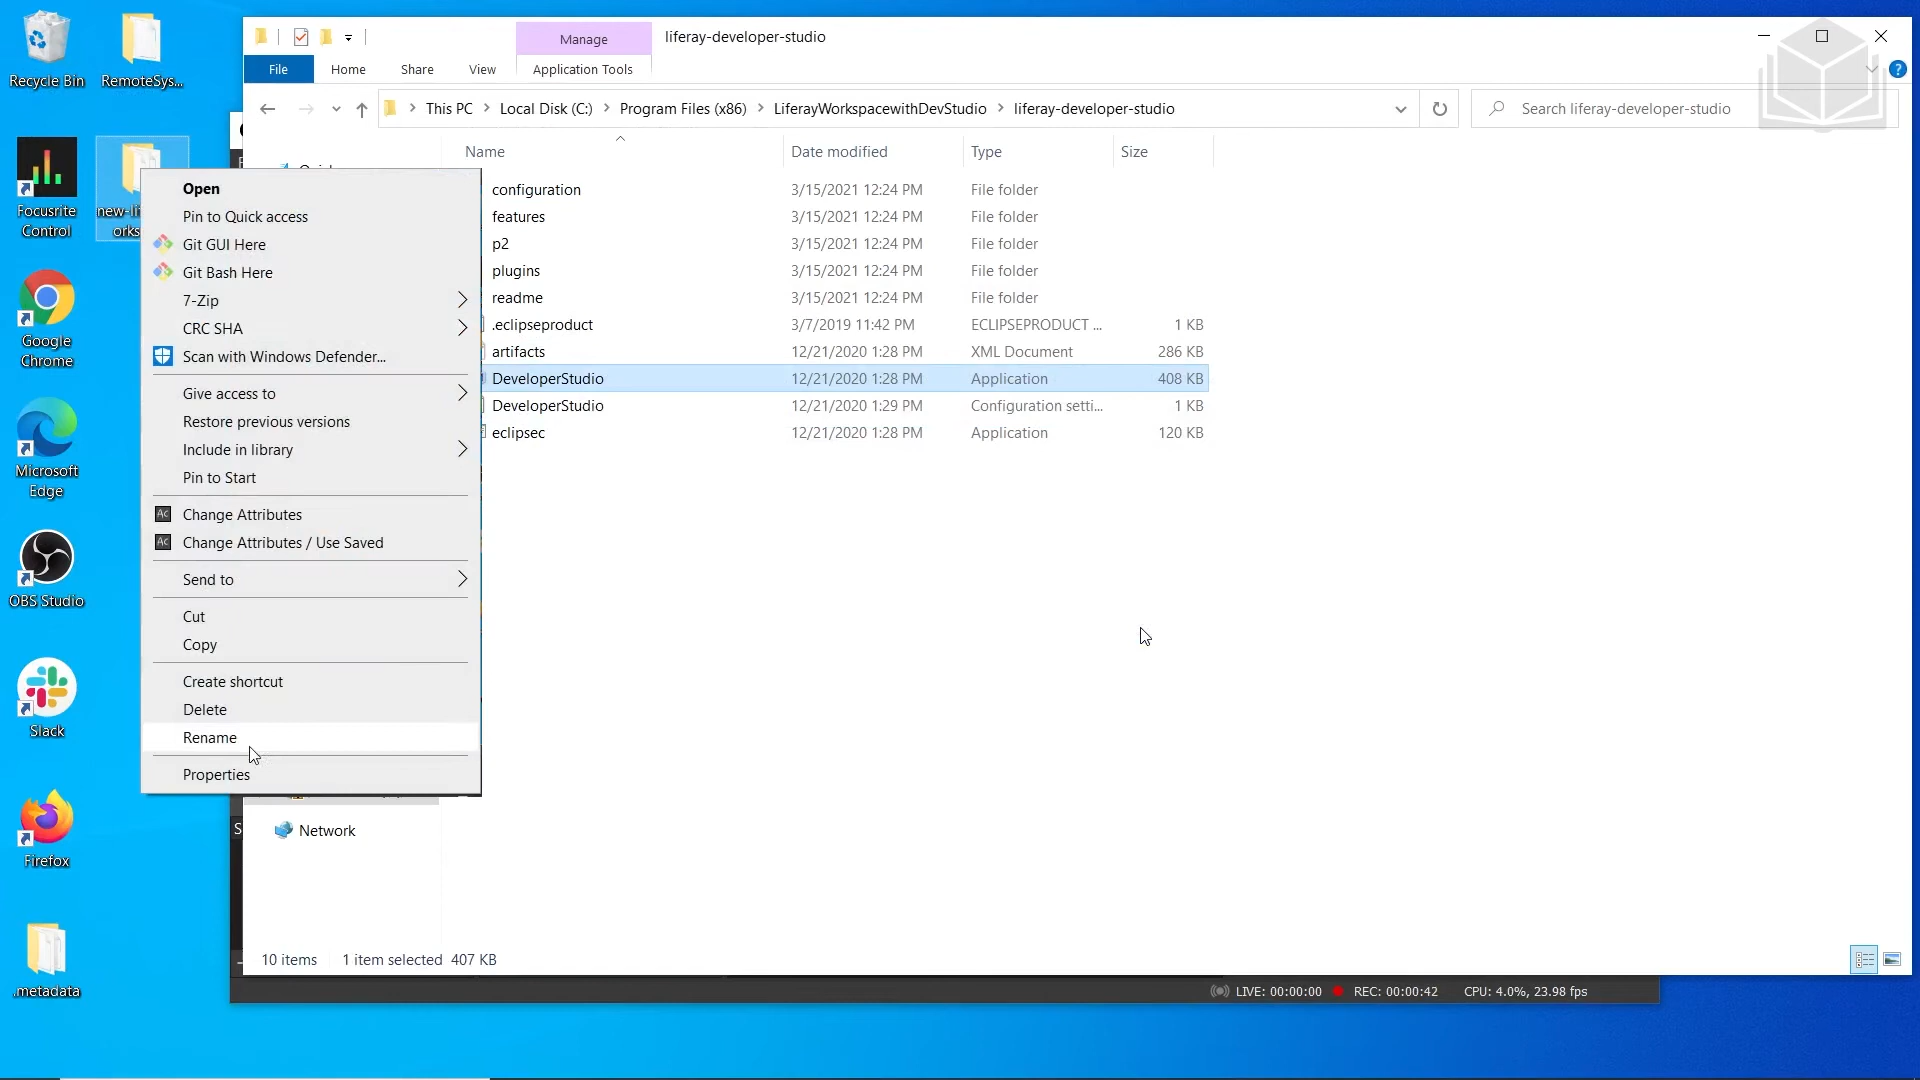 Recycle Bin
RemoteSys...
Focusrite
Control
new-li
orks
Google
Chrome
Microsoft
Edge
OBS Studio
Slack
Firefox
.metadata
Manage
liferay-developer-studio
File
Home
Share
View
Application Tools
This PC
Local Disk (C:)
Program Files (x86)
LiferayWorkspacewithDevStudio
liferay-developer-studio
Search liferay-developer-studio
Name
Date modified
Type
Size
configuration 3/15/2021 12:24 PM File folder
features 3/15/2021 12:24 PM File folder
p2 3/15/2021 12:24 PM File folder
plugins 3/15/2021 12:24 PM File folder
readme 3/15/2021 12:24 PM File folder
.eclipseproduct 3/7/2019 11:42 PM ECLIPSEPRODUCT ... 1 KB
artifacts 12/21/2020 1:28 PM XML Document 286 KB
DeveloperStudio 12/21/2020 1:28 PM Application 408 KB
DeveloperStudio 12/21/2020 1:29 PM Configuration setti... 1 KB
eclipsec 12/21/2020 1:28 PM Application 120 KB
Open
Pin to Quick access
Git GUI Here
Git Bash Here
7-Zip
CRC SHA
Scan with Windows Defender...
Give access to
Restore previous versions
Include in library
Pin to Start
Change Attributes
Change Attributes / Use Saved
Send to
Cut
Copy
Create shortcut
Delete
Rename
Properties
Network
10 items 1 item selected 407 KB
LIVE: 00:00:00 REC: 00:00:42 CPU: 4.0%, 23.98 fps